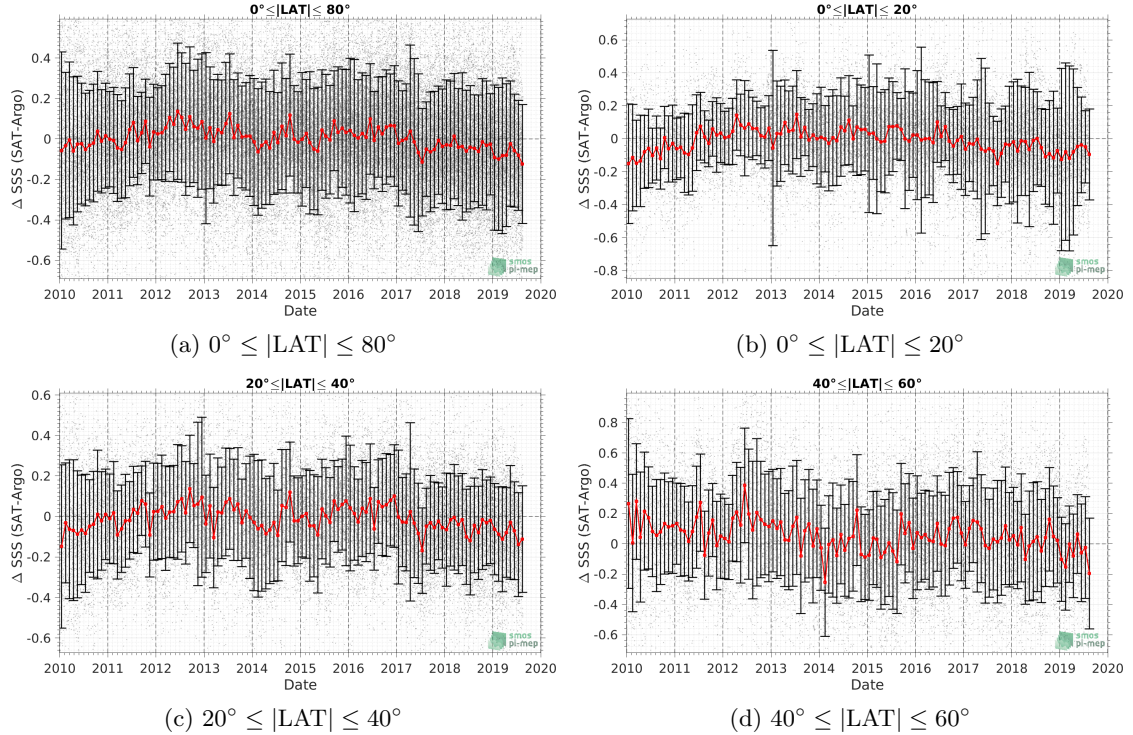 0°≤|LAT|≤ 80°
Δ SSS (SAT-Argo)
0.4
0.2
0
-0.2
-0.4
-0.6
2010 2011 2012 2013 2014 2015 2016 2017 2018 2019 2020
Date
smos
pi-mep
(a) 0° ≤ |LAT| ≤ 80°
0°≤|LAT|≤ 20°
Δ SSS (SAT-Argo)
0.6
0.4
0.2
0
-0.2
-0.4
-0.6
-0.8
2010 2011 2012 2013 2014 2015 2016 2017 2018 2019 2020
Date
smos
pi-mep
(b) 0° ≤ |LAT| ≤ 20°
20°≤|LAT|≤ 40°
Δ SSS (SAT-Argo)
0.6
0.4
0.2
0
-0.2
-0.4
-0.6
2010 2011 2012 2013 2014 2015 2016 2017 2018 2019 2020
Date
smos
pi-mep
(c) 20° ≤ |LAT| ≤ 40°
40°≤|LAT|≤ 60°
Δ SSS (SAT-Argo)
0.8
0.6
0.4
0.2
0
-0.2
-0.4
-0.6
2010 2011 2012 2013 2014 2015 2016 2017 2018 2019 2020
Date
smos
pi-mep
(d) 40° ≤ |LAT| ≤ 60°